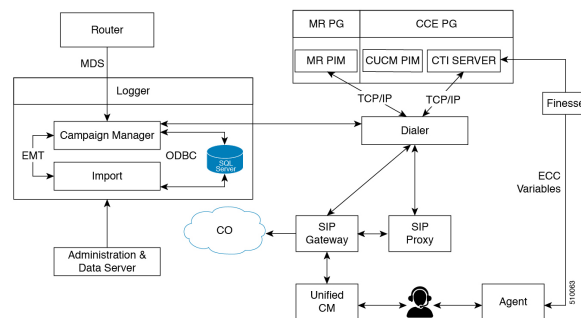 Router
MDS
Logger
Campaign Manager
EMT
ODBC
SQL
Server
Import
Administration &
Data Server
MR PG
CCE PG
MR PIM
CUCM PIM
CTI SERVER
TCP/IP
TCP/IP
Finesse
Dialer
ECC
Variables
CO
SIP
Gateway
SIP
Proxy
Unified
CM
Agent
510063